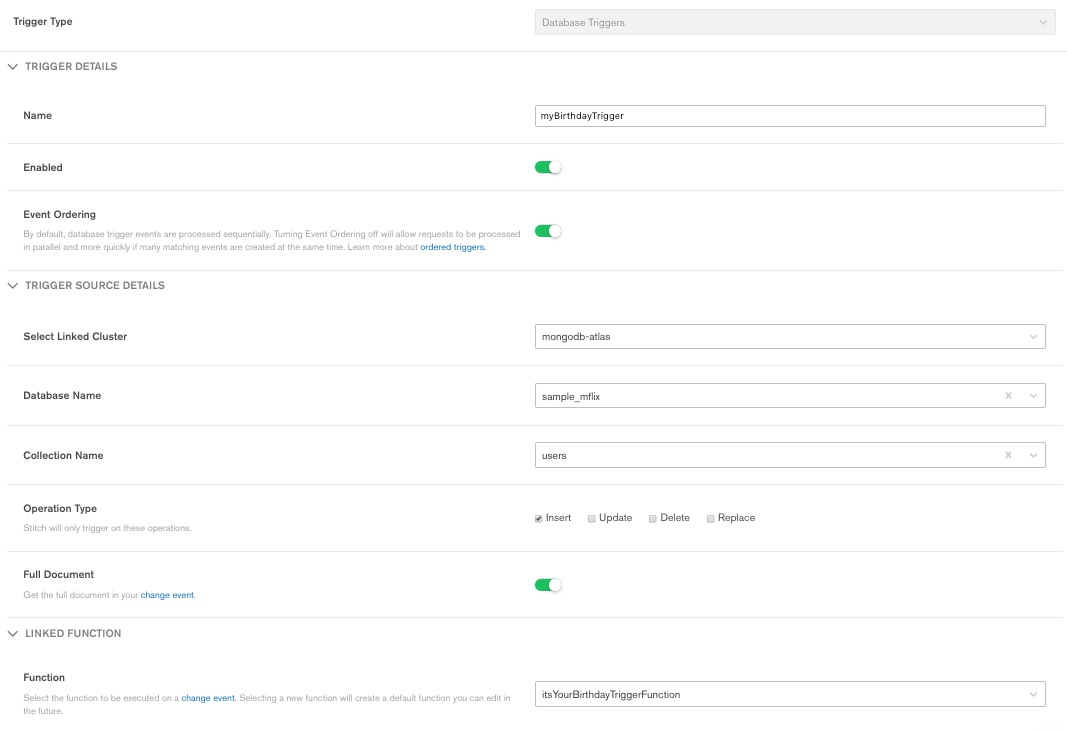 Trigger Type
Database Triggers
TRIGGER DETAILS
Name
myBirthdayTrigger
Enabled
Event Ordering
By default, database trigger events are processed sequentially. Turning Event Ordering off will allow requests to be processed
in parallel and more quickly if many matching events are created at the same time. Learn more about ordered triggers.
TRIGGER SOURCE DETAILS
Select Linked Cluster
mongodb-atlas
Database Name
sample_mflix
Collection Name
users
Operation Type
Stitch will only trigger on these operations.
Insert Update Delete Replace
Full Document
Get the full document in your change event.
LINKED FUNCTION
Function
Select the function to be executed on a change event. Selecting a new function will create a default function you can edit in
the future.
itsYourBirthdayTriggerFunction